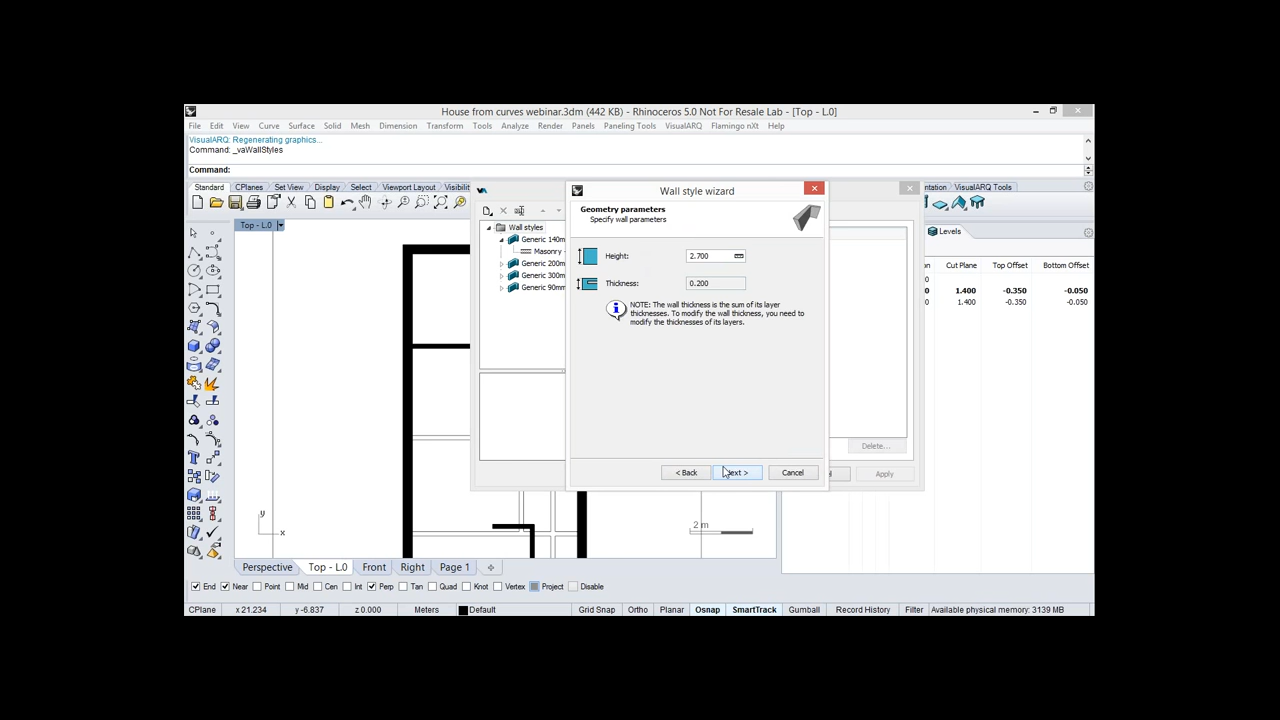 House from curves webinar.3dm (442 KB) - Rhinoceros 5.0 Not For Resale Lab - [Top - L.0]
File Edit View Curve Surface Solid Mesh Dimension Transform Tools Analyze Render Panels Paneling Tools VisualARQ Flamingo nXt Help
VisualARQ: Regenerating graphics...
Command: _vaWallStyles
Command:
Standard CPlanes Set View Display Select Viewport Layout Visibility
VisualARQ Tools
Top - L.0
Wall style wizard
Geometry parameters
Specify wall parameters
Wall styles
Generic 140m
Masonry -
Generic 200m
Generic 300m
Generic 90mm
Height: 2.700
Thickness: 0.200
NOTE: The wall thickness is the sum of its layer
thicknesses. To modify the wall thickness, you need to
modify the thicknesses of its layers.
Delete...
< Back Next > Cancel
Apply
Levels
Cut Plane Top Offset Bottom Offset
1.400 -0.350 -0.050
1.400 -0.350 -0.050
y
x
2 m
Perspective Top - L.0 Front Right Page 1
End Near Point Mid Cen Int Perp Tan Quad Knot Vertex Project Disable
CPlane x 21.234 y -6.837 z 0.000 Meters Default Grid Snap Ortho Planar Osnap SmartTrack Gumball Record History Filter Available physical memory: 3139 MB